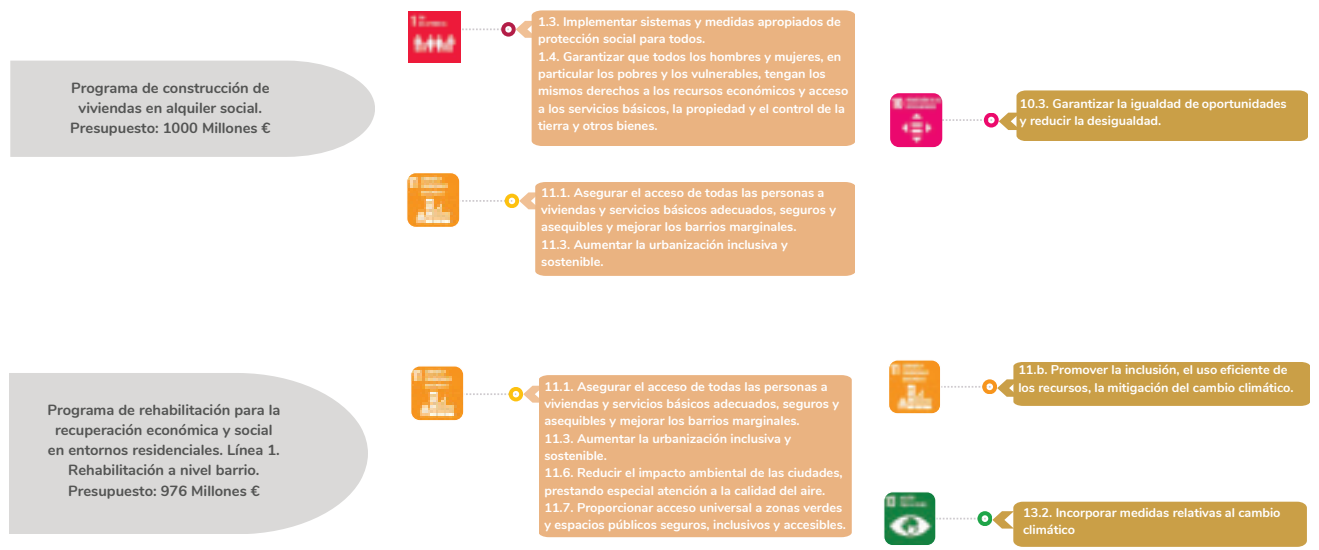 Programa de construcción de
viviendas en alquiler social.
Presupuesto: 1000 Millones €
1.3. Implementar sistemas y medidas apropiados de
protección social para todos.
1.4. Garantizar que todos los hombres y mujeres, en
particular los pobres y los vulnerables, tengan los
mismos derechos a los recursos económicos y acceso
a los servicios básicos, la propiedad y el control de la
tierra y otros bienes.
10.3. Garantizar la igualdad de oportunidades
y reducir la desigualdad.
11.1. Asegurar el acceso de todas las personas a
viviendas y servicios básicos adecuados, seguros y
asequibles y mejorar los barrios marginales.
11.3. Aumentar la urbanización inclusiva y
sostenible.
Programa de rehabilitación para la
recuperación económica y social
en entornos residenciales. Línea 1.
Rehabilitación a nivel barrio.
Presupuesto: 976 Millones €
11.1. Asegurar el acceso de todas las personas a
viviendas y servicios básicos adecuados, seguros y
asequibles y mejorar los barrios marginales.
11.3. Aumentar la urbanización inclusiva y
sostenible.
11.6. Reducir el impacto ambiental de las ciudades,
prestando especial atención a la calidad del aire.
11.7. Proporcionar acceso universal a zonas verdes
y espacios públicos seguros, inclusivos y accesibles.
11.b. Promover la inclusión, el uso eficiente de
los recursos, la mitigación del cambio climático.
13.2. Incorporar medidas relativas al cambio
climático